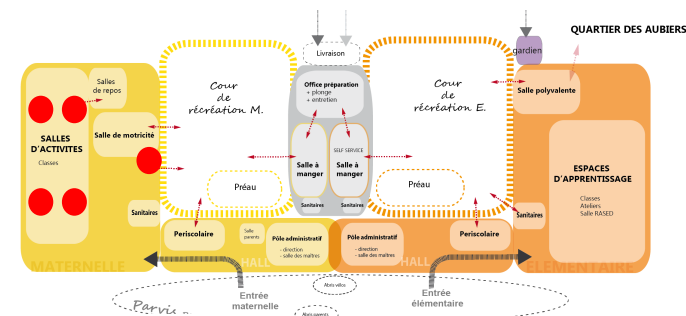 QUARTIER DES AUBIERS
Livraison
gardien
Cour
de
récréation M.
Cour
de
récréation E.
Salles
de repos
Office préparation
+ plonge
+ entretien
Salle polyvalente
SALLES
D'ACTIVITES
Classes
Salle de motricité
SELF SERVICE
Salle à
manger
Salle à
manger
ESPACES
D'APPRENTISSAGE
Classes
Ateliers
Salle RASED
Préau
Préau
Sanitaires
Sanitaires
Sanitaires
Sanitaires
Periscolaire
Salle
parents
Pôle administratif
- direction
- salle des maîtres
Pôle administratif
- direction
- salle des maîtres
Periscolaire
MATERNELLE
HALL
HALL
ELEMENTAIRE
Entrée
maternelle
Abris vélos
Entrée
élémentaire
Parvis
Abris parents